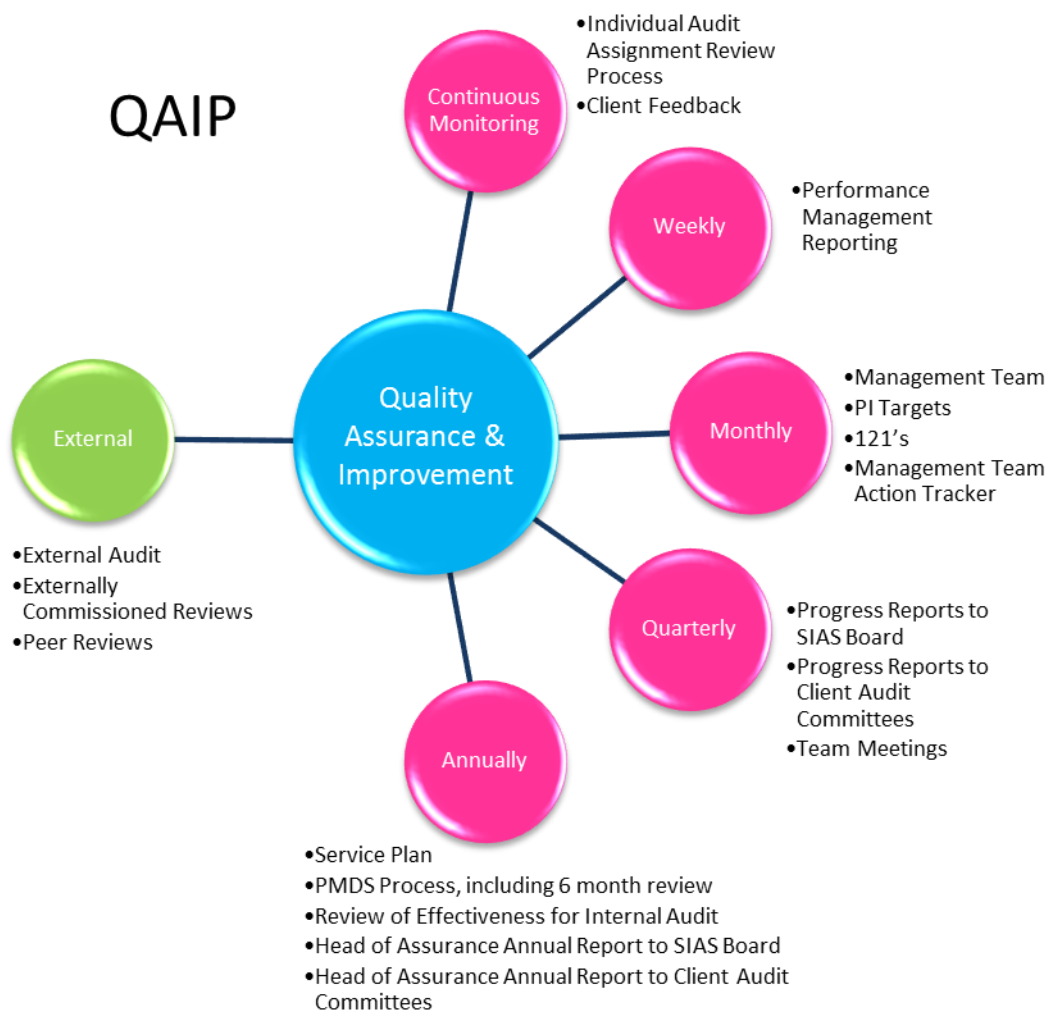 QAIP
Continuous
Monitoring
•Individual Audit
Assignment Review
Process
•Client Feedback
Weekly
•Performance
Management
Reporting
Monthly
•Management Team
•PI Targets
•121’s
•Management Team
Action Tracker
Quality
Assurance &
Improvement
External
•External Audit
•Externally
Commissioned Reviews
•Peer Reviews
Quarterly
•Progress Reports to
SIAS Board
•Progress Reports to
Client Audit
Committees
•Team Meetings
Annually
•Service Plan
•PMDS Process, including 6 month review
•Review of Effectiveness for Internal Audit
•Head of Assurance Annual Report to SIAS Board
•Head of Assurance Annual Report to Client Audit
Committees